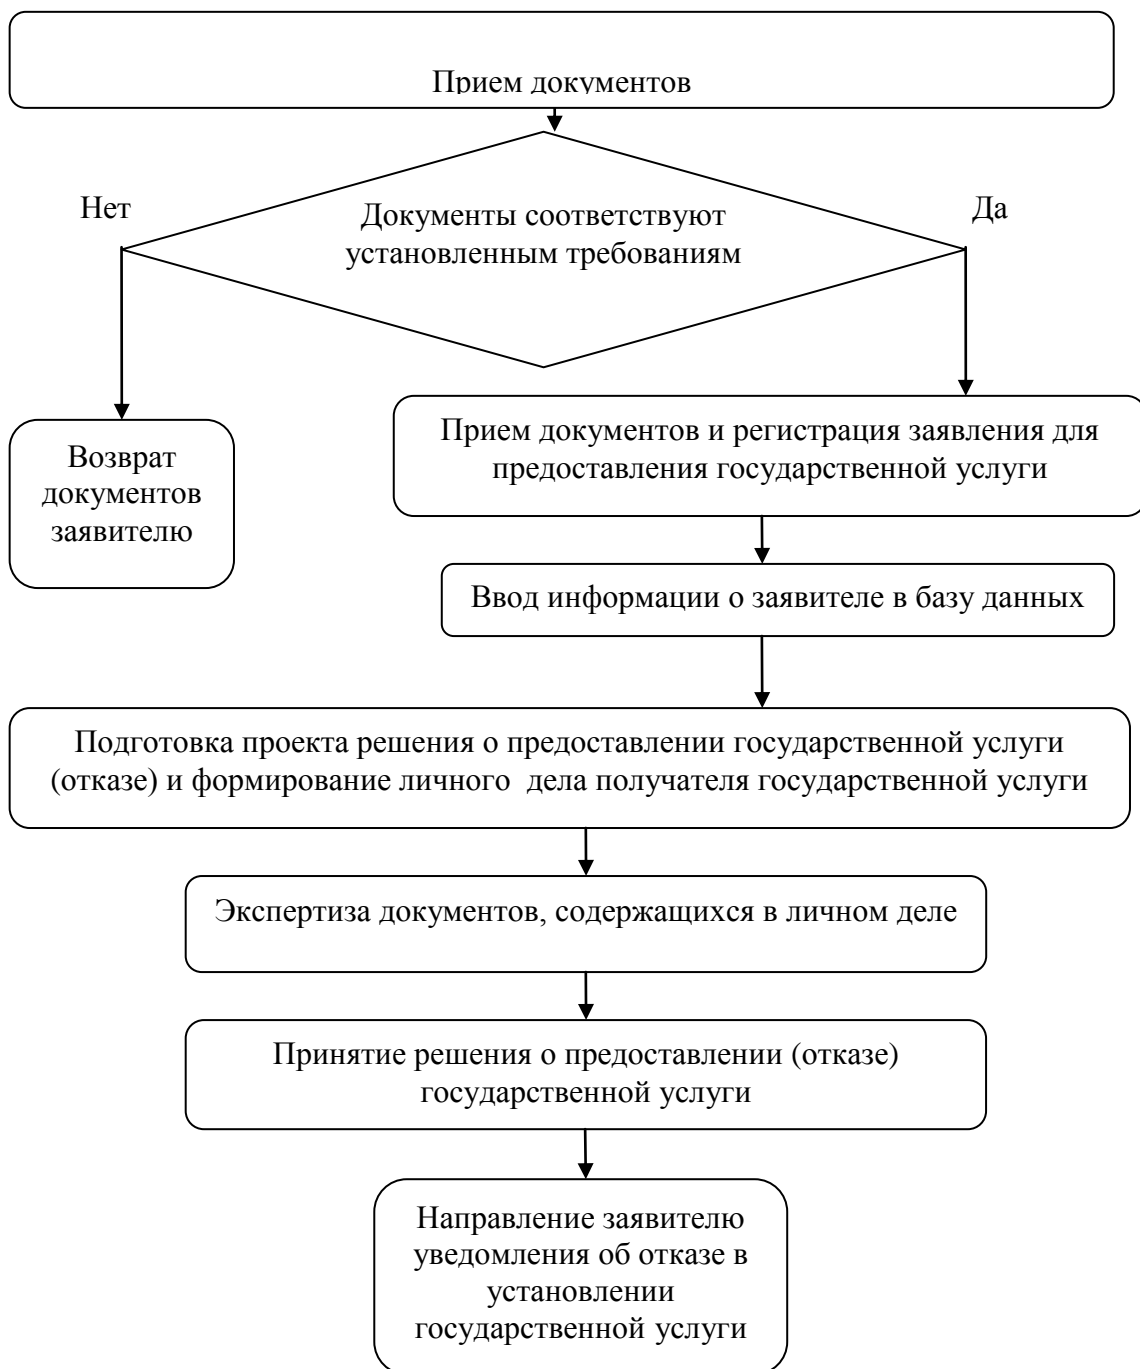 Прием документов
Нет
Да
Документы соответствуют
установленным требованиям
Возврат
документов
заявителю
Прием документов и регистрация заявления для
предоставления государственной услуги
Ввод информации о заявителе в базу данных
Подготовка проекта решения о предоставлении государственной услуги
(отказе) и формирование личного  дела получателя государственной услуги
Экспертиза документов, содержащихся в личном деле
Принятие решения о предоставлении (отказе)
государственной услуги
Направление заявителю
уведомления об отказе в
установлении
государственной услуги